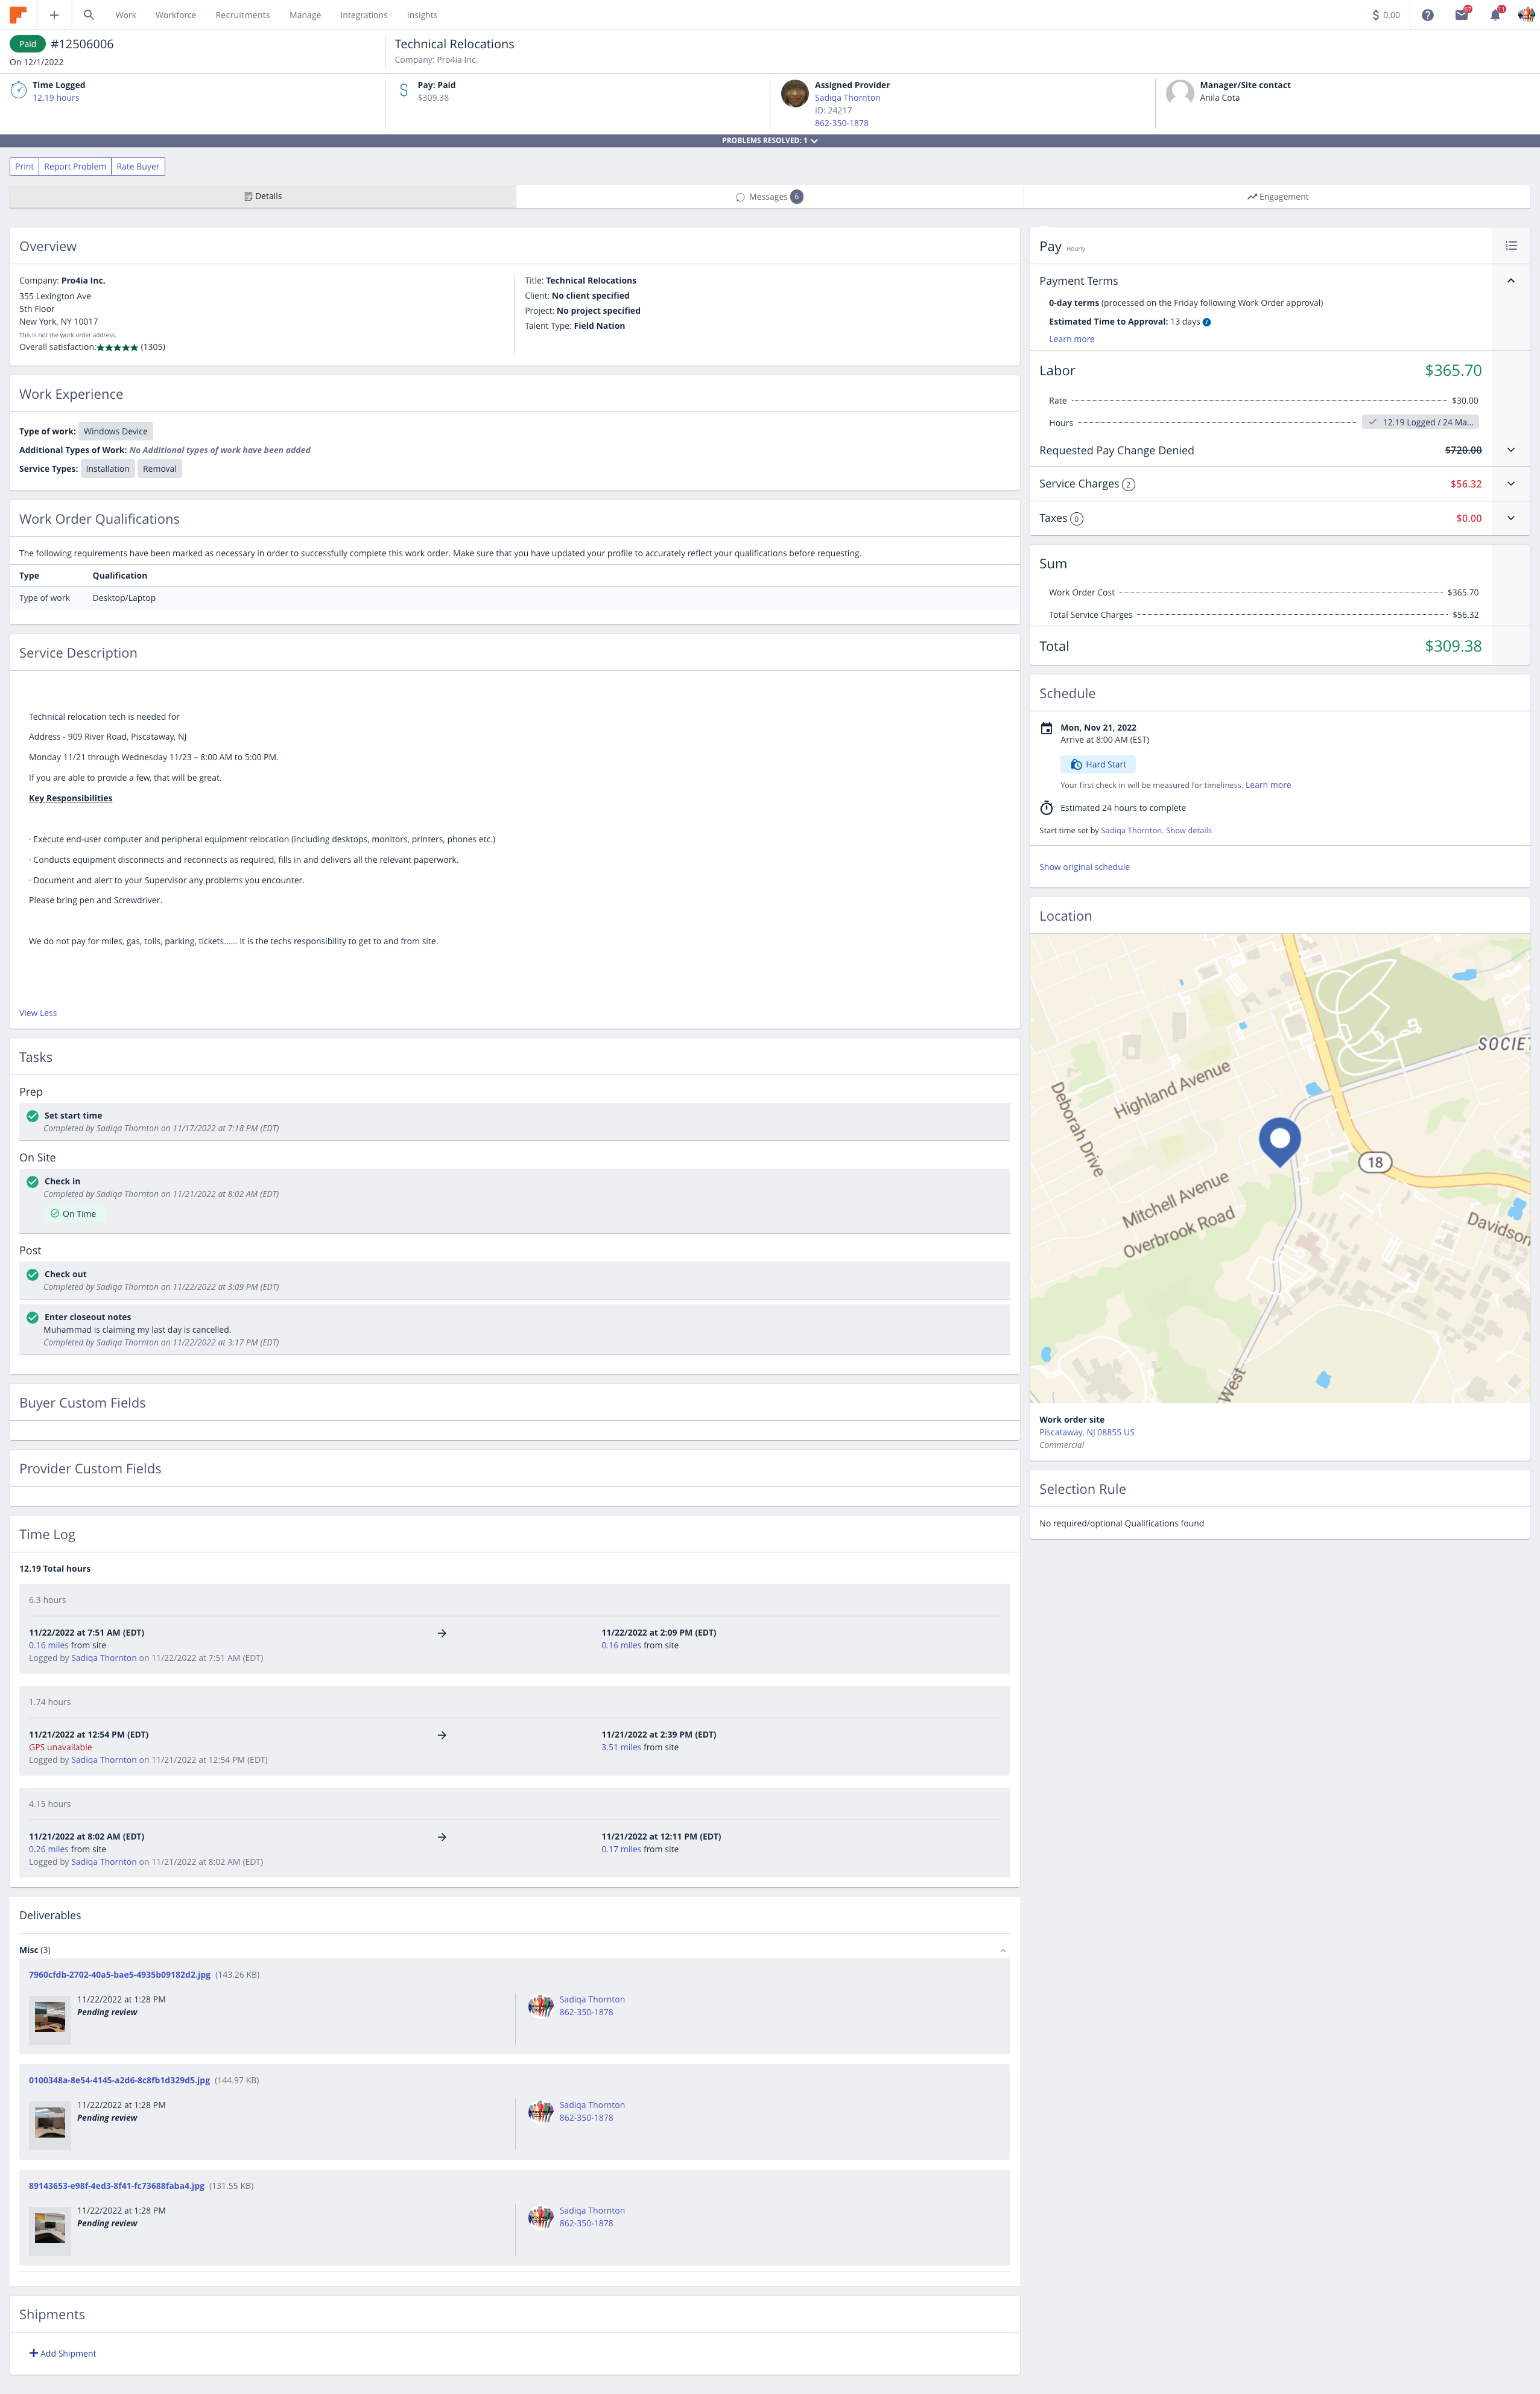 Work Workforce Recruitments Manage Integrations Insights
$ 0.00
67
11
Paid #12506006
On 12/1/2022
Technical Relocations
Company: Pro4ia Inc.
Time Logged
12.19 hours
Pay: Paid
$309.38
Assigned Provider
Sadiqa Thornton
ID: 24217
862-350-1878
Manager/Site contact
Anila Cota
PROBLEMS RESOLVED: 1
Print Report Problem Rate Buyer
Details
Messages 6
Engagement
Overview
Company: Pro4ia Inc.
355 Lexington Ave
5th Floor
New York, NY 10017
This is not the work order address.
Overall satisfaction:★★★★★ (1305)
Title: Technical Relocations
Client: No client specified
Project: No project specified
Talent Type: Field Nation
Work Experience
Type of work: Windows Device
Additional Types of Work: No Additional types of work have been added
Service Types: Installation Removal
Work Order Qualifications
The following requirements have been marked as necessary in order to successfully complete this work order. Make sure that you have updated your profile to accurately reflect your qualifications before requesting.
Type Qualification
Type of work Desktop/Laptop
Service Description
Technical relocation tech is needed for
Address - 909 River Road, Piscataway, NJ
Monday 11/21 through Wednesday 11/23 – 8:00 AM to 5:00 PM.
If you are able to provide a few, that will be great.
Key Responsibilities
· Execute end-user computer and peripheral equipment relocation (including desktops, monitors, printers, phones etc.)
· Conducts equipment disconnects and reconnects as required, fills in and delivers all the relevant paperwork.
· Document and alert to your Supervisor any problems you encounter.
Please bring pen and Screwdriver.
We do not pay for miles, gas, tolls, parking, tickets...... It is the techs responsibility to get to and from site.
View Less
Tasks
Prep
Set start time
Completed by Sadiqa Thornton on 11/17/2022 at 7:18 PM (EDT)
On Site
Check in
Completed by Sadiqa Thornton on 11/21/2022 at 8:02 AM (EDT)
On Time
Post
Check out
Completed by Sadiqa Thornton on 11/22/2022 at 3:09 PM (EDT)
Enter closeout notes
Muhammad is claiming my last day is cancelled.
Completed by Sadiqa Thornton on 11/22/2022 at 3:17 PM (EDT)
Buyer Custom Fields
Provider Custom Fields
Time Log
12.19 Total hours
6.3 hours
11/22/2022 at 7:51 AM (EDT)
0.16 miles from site
Logged by Sadiqa Thornton on 11/22/2022 at 7:51 AM (EDT)
11/22/2022 at 2:09 PM (EDT)
0.16 miles from site
1.74 hours
11/21/2022 at 12:54 PM (EDT)
GPS unavailable
Logged by Sadiqa Thornton on 11/21/2022 at 12:54 PM (EDT)
11/21/2022 at 2:39 PM (EDT)
3.51 miles from site
4.15 hours
11/21/2022 at 8:02 AM (EDT)
0.26 miles from site
Logged by Sadiqa Thornton on 11/21/2022 at 8:02 AM (EDT)
11/21/2022 at 12:11 PM (EDT)
0.17 miles from site
Deliverables
Misc (3)
7960cfdb-2702-40a5-bae5-4935b09182d2.jpg (143.26 KB)
11/22/2022 at 1:28 PM
Pending review
Sadiqa Thornton
862-350-1878
0100348a-8e54-4145-a2d6-8c8fb1d329d5.jpg (144.97 KB)
11/22/2022 at 1:28 PM
Pending review
Sadiqa Thornton
862-350-1878
89143653-e98f-4ed3-8f41-fc73688faba4.jpg (131.55 KB)
11/22/2022 at 1:28 PM
Pending review
Sadiqa Thornton
862-350-1878
Shipments
+ Add Shipment
Pay Hourly
Payment Terms
0-day terms (processed on the Friday following Work Order approval)
Estimated Time to Approval: 13 days
Learn more
Labor $365.70
Rate $30.00
Hours 12.19 Logged / 24 Ma...
Requested Pay Change Denied $720.00
Service Charges 2 $56.32
Taxes 0 $0.00
Sum
Work Order Cost $365.70
Total Service Charges $56.32
Total $309.38
Schedule
Mon, Nov 21, 2022
Arrive at 8:00 AM (EST)
Hard Start
Your first check in will be measured for timeliness. Learn more
Estimated 24 hours to complete
Start time set by Sadiqa Thornton. Show details
Show original schedule
Location
SOCIET
Highland Avenue
Deborah Drive
18
Mitchell Avenue
Overbrook Road
Davidson
West
Work order site
Piscataway, NJ 08855 US
Commercial
Selection Rule
No required/optional Qualifications found